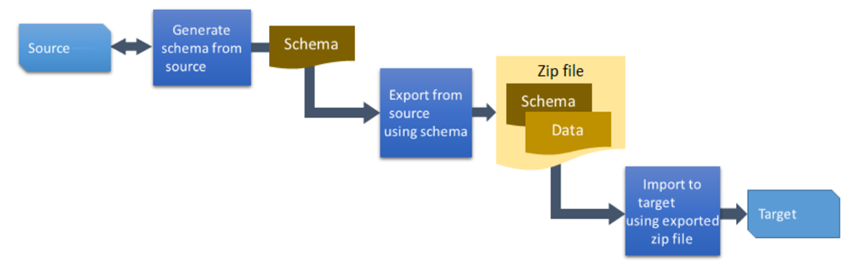 Source
Generate
schema from
source
Schema
Export from
source
using schema
Zip file
Schema
Data
Import to
target
using exported
zip file
Target